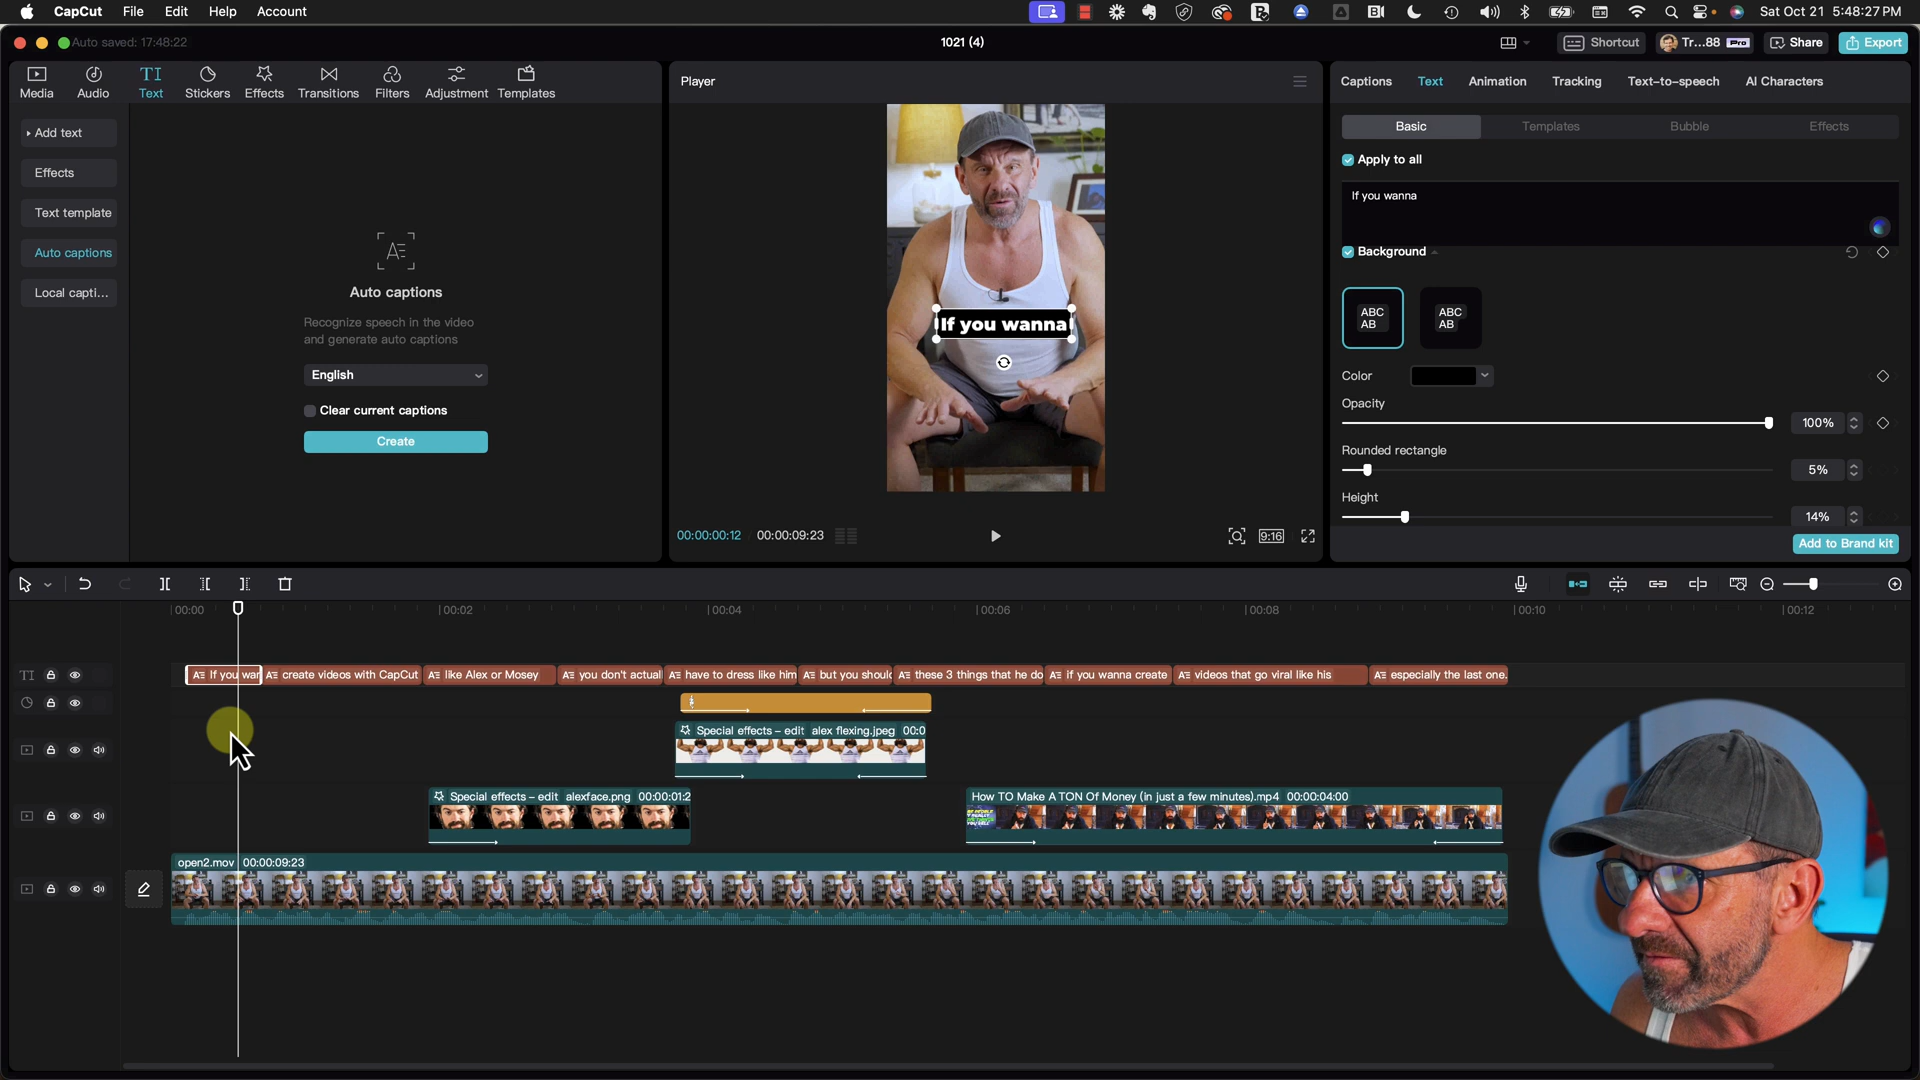 CapCut File Edit Help Account
Sat Oct 21 5:48:27 PM
Auto saved: 17:48:22
1021 (4)
Shortcut
Tr...88 Pro
Share
Export
Media Audio Text Stickers Effects Transitions Filters Adjustment Templates
Add text
Effects
Text template
Auto captions
Local capti...
Auto captions
Recognize speech in the video
and generate auto captions
English
Clear current captions
Create
Player
If you wanna
00:00:00:12 00:00:09:23
9:16
Captions Text Animation Tracking Text-to-speech AI Characters
Basic Templates Bubble Effects
Apply to all
If you wanna
Background
ABC
AB
ABC
AB
Color
Opacity
100%
Rounded rectangle
5%
Height
14%
Add to Brand kit
00:00 00:02 00:04 00:06 00:08 00:10 00:12
If you wan
create videos with CapCut
like Alex or Mosey
you don't actual
have to dress like him
but you should
these 3 things that he do
if you wanna create
videos that go viral like his
especially the last one.
Special effects – edit alex flexing.jpeg 00:0
Special effects – edit alexface.png 00:00:01:2
How TO Make A TON Of Money (in just a few minutes).mp4 00:00:04:00
open2.mov 00:00:09:23